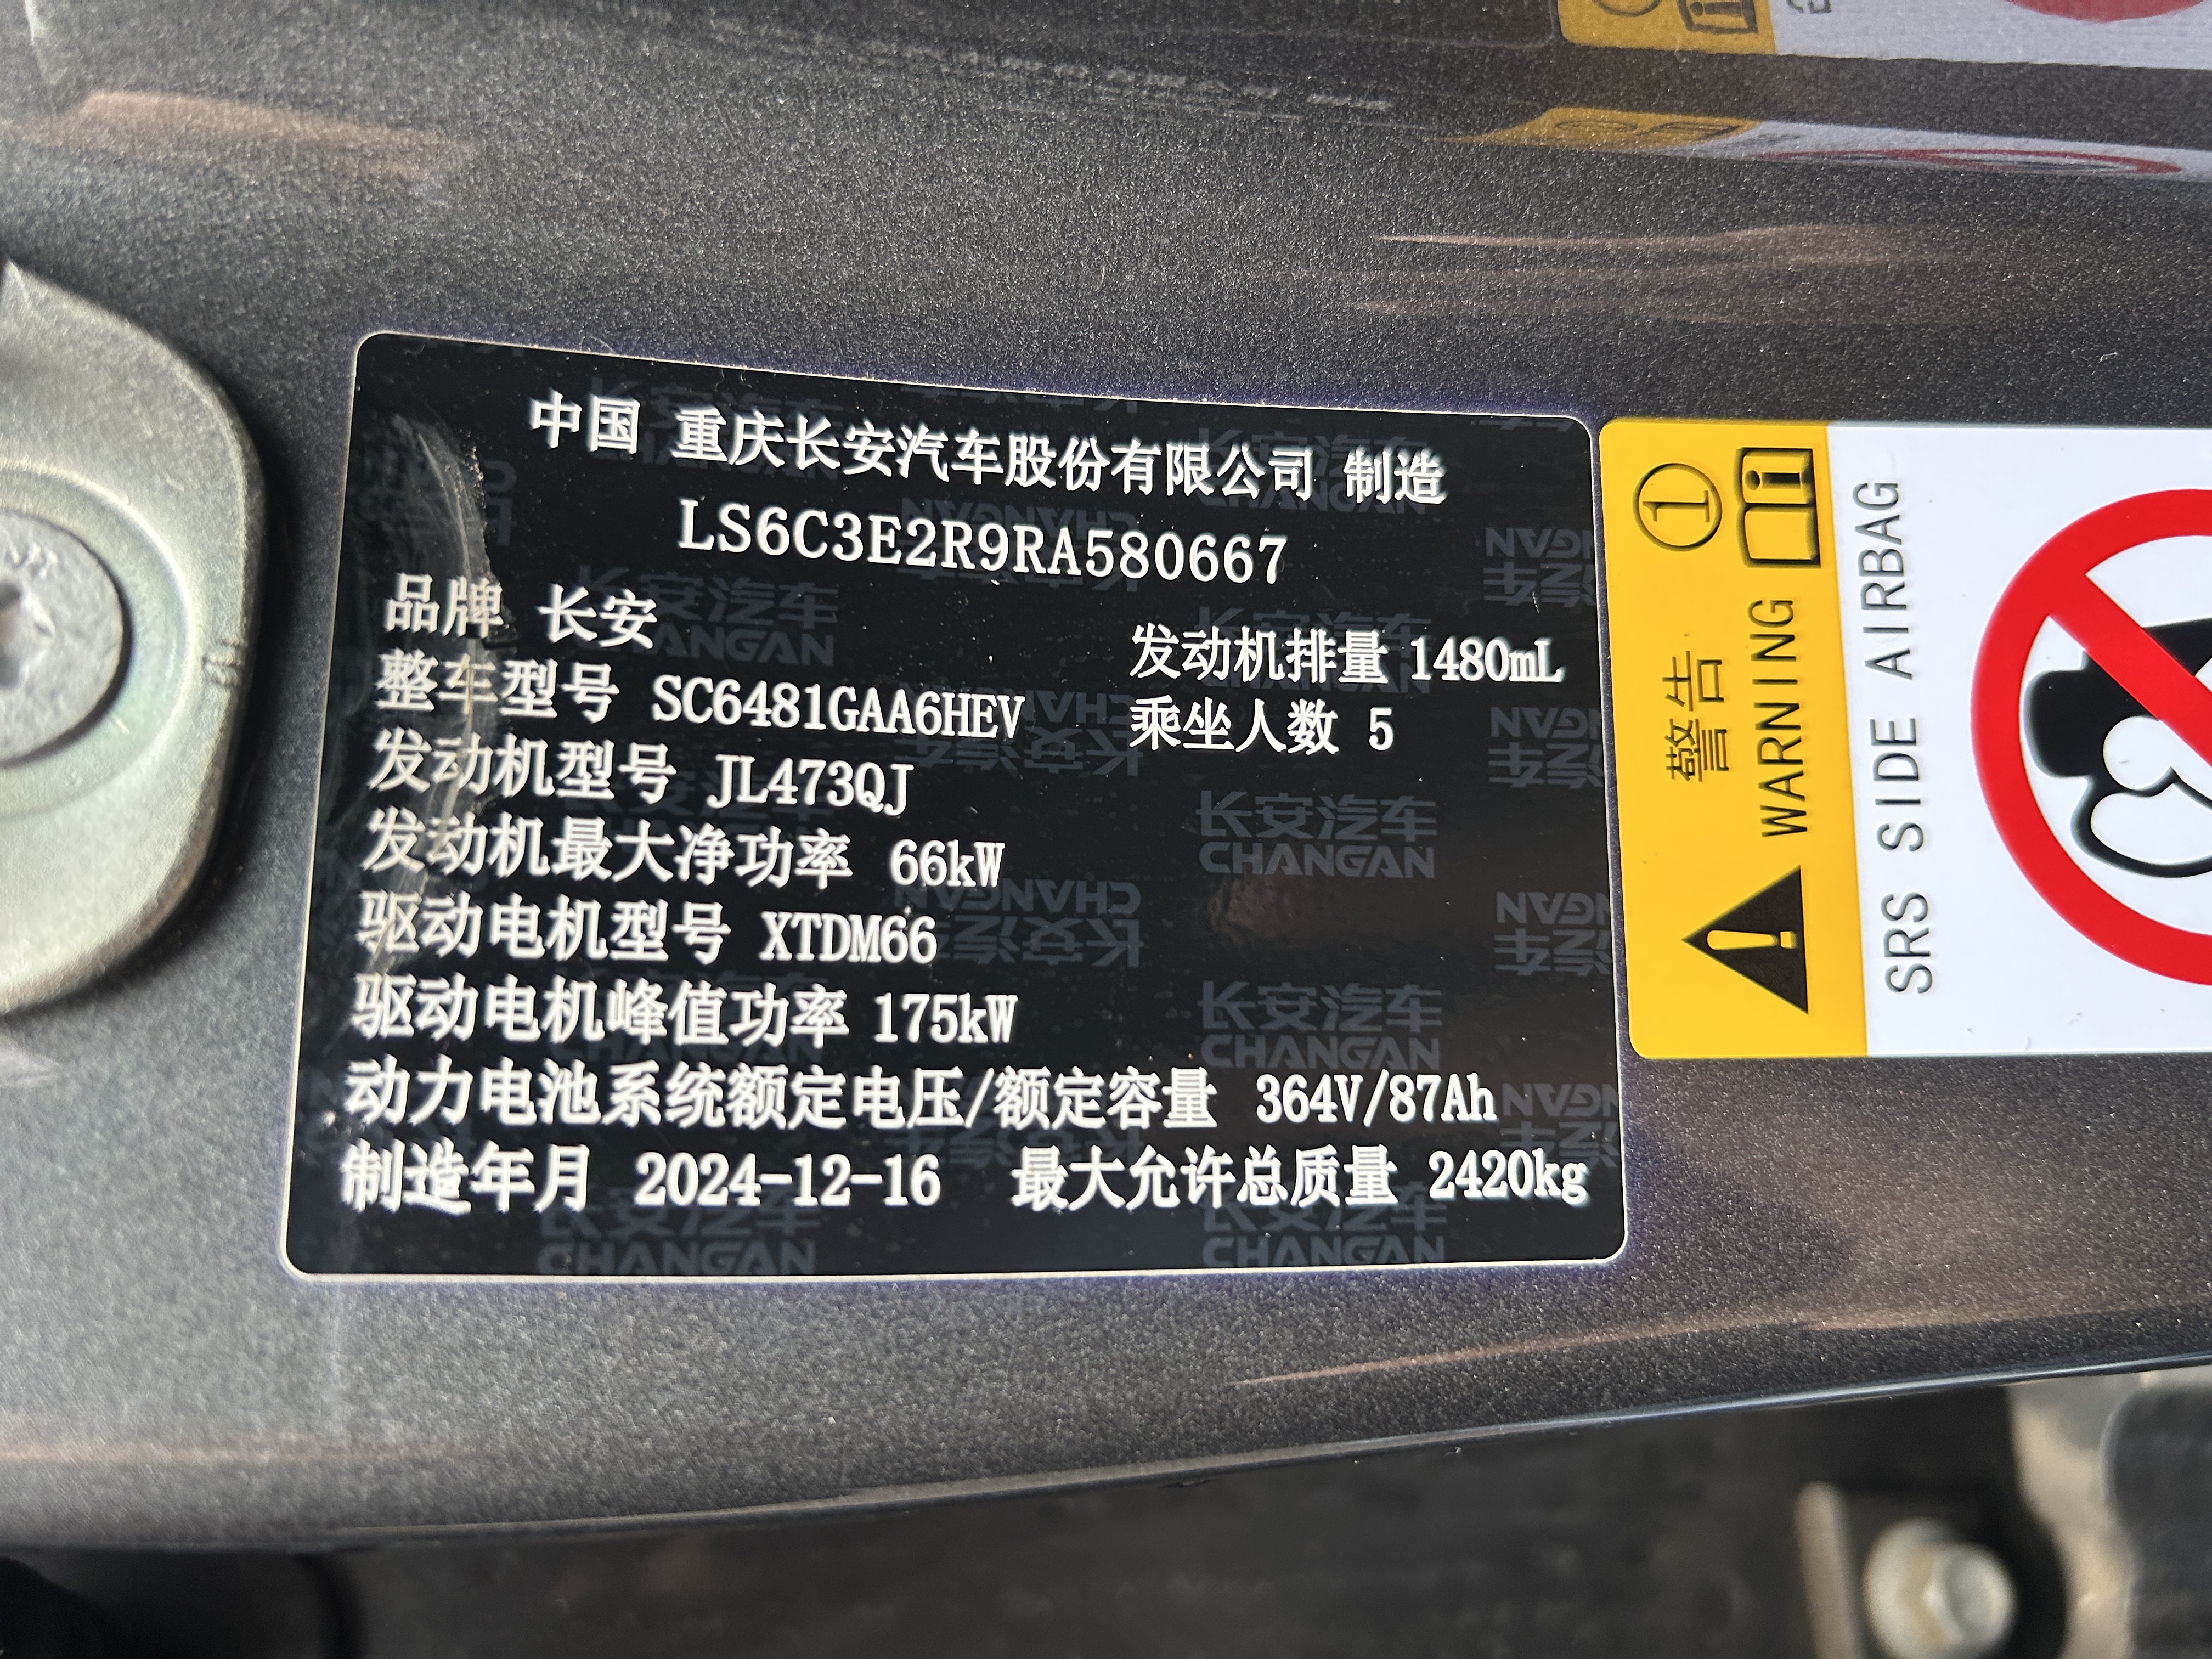 中国 重庆长安汽车股份有限公司 制造
LS6C3E2R9RA580667
品牌 长安
发动机排量 1480mL
整车型号 SC6481GAA6HEV
乘坐人数 5
发动机型号 JL473QJ
发动机最大净功率 66kW
驱动电机型号 XTDM66
驱动电机峰值功率 175kW
动力电池系统额定电压/额定容量 364V/87Ah
制造年月 2024-12-16 最大允许总质量 2420kg
警告
WARNING
SRS SIDE AIRBAG
长安汽车
CHANGAN